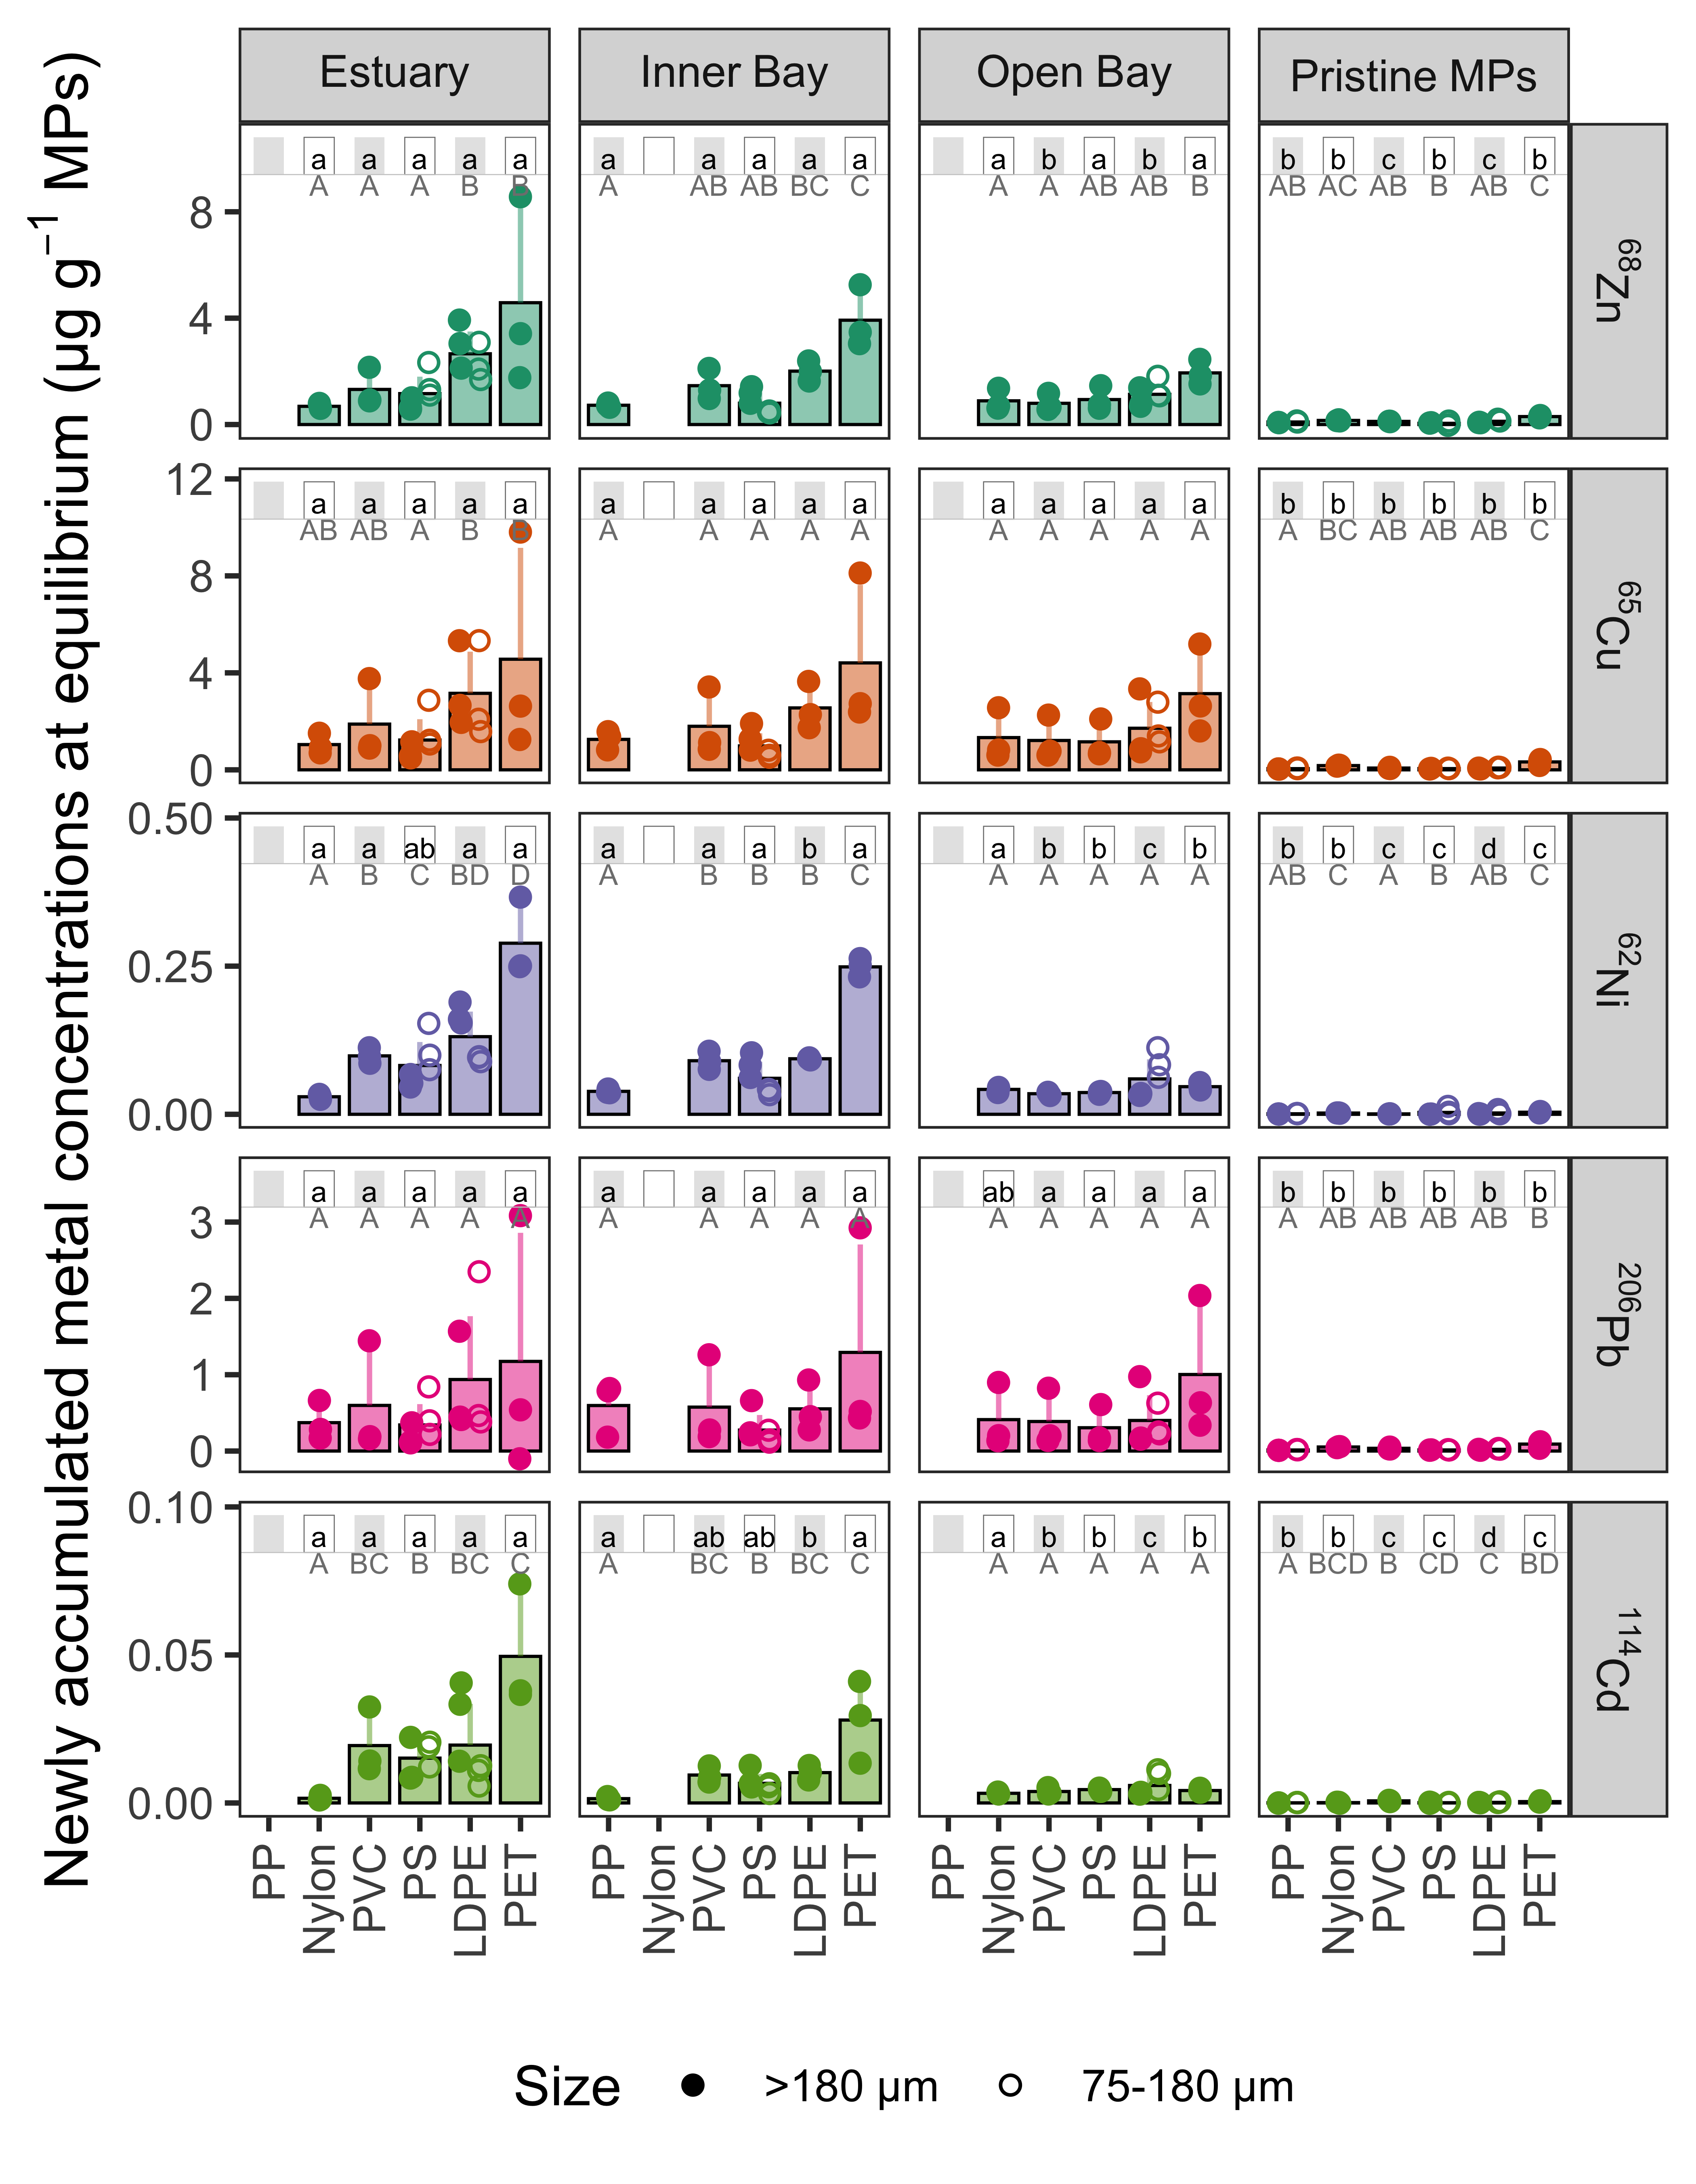 Newly accumulated metal concentrations at equilibrium (µg g⁻¹ MPs)
Estuary Inner Bay Open Bay Pristine MPs
a a a a a a a a a a a b a b a b b c b c b
A A A B B A AB AB BC C A A AB AB B AB AC AB B AB C
8
4
0
⁶⁸Zn
a a a a a a a a a a a a a a a b b b b b b
AB AB A B B A A A A A A A A A A A BC AB AB AB C
12
8
4
0
⁶⁵Cu
a a ab a a a a a b a a b b c b b b c c d c
A B C BD D A B B B C A A A A A AB C A B AB C
0.50
0.25
0.00
⁶²Ni
a a a a a a a a a a ab a a a a b b b b b b
A A A A A A A A A A A A A A A A AB AB AB AB B
3
2
1
0
²⁰⁶Pb
a a a a a a ab ab b a a b b c b b b c c d c
A BC B BC C A BC B BC C A A A A A A BCD B CD C BD
0.10
0.05
0.00
¹¹⁴Cd
PP Nylon PVC PS LDPE PET PP Nylon PVC PS LDPE PET PP Nylon PVC PS LDPE PET PP Nylon PVC PS LDPE PET
Size >180 µm 75-180 µm